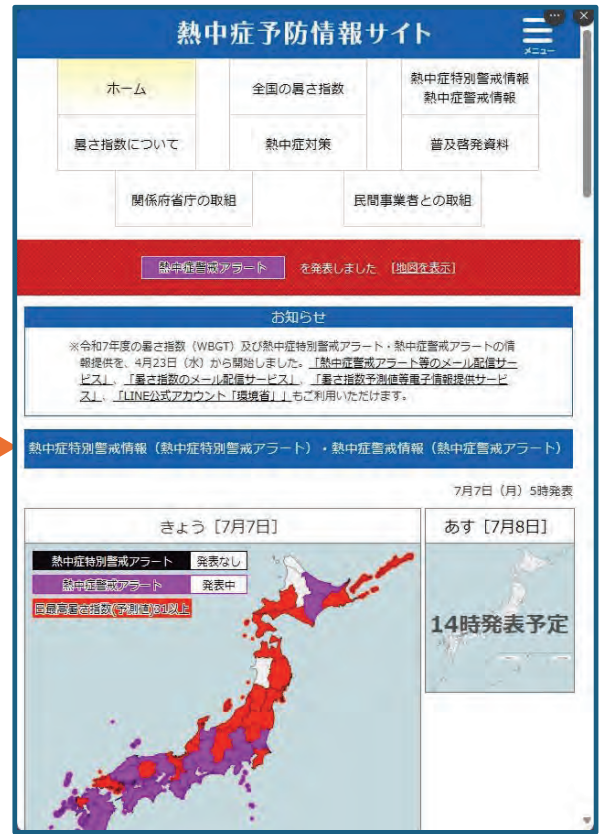 熱中症予防情報サイト
メニュー
ホーム
全国の暑さ指数
熱中症特別警戒情報
熱中症警戒情報
暑さ指数について
熱中症対策
普及啓発資料
関係府省庁の取組
民間事業者との取組
熱中症警戒アラート を発表しました [地図を表示]
お知らせ
※令和7年度の暑さ指数（WBGT）及び熱中症特別警戒アラート・熱中症警戒アラートの情
報提供を、4月23日（水）から開始しました。「熱中症警戒アラート等のメール配信サー
ビス」、「暑さ指数のメール配信サービス」、「暑さ指数予測値等電子情報提供サービ
ス」、「LINE公式アカウント「環境省」」もご利用いただけます。
熱中症特別警戒情報（熱中症特別警戒アラート）・熱中症警戒情報（熱中症警戒アラート）
7月7日（月）5時発表
きょう［7月7日］
あす［7月8日］
熱中症特別警戒アラート 発表なし
熱中症警戒アラート 発表中
日最高暑さ指数(予測値)31以上
14時発表予定